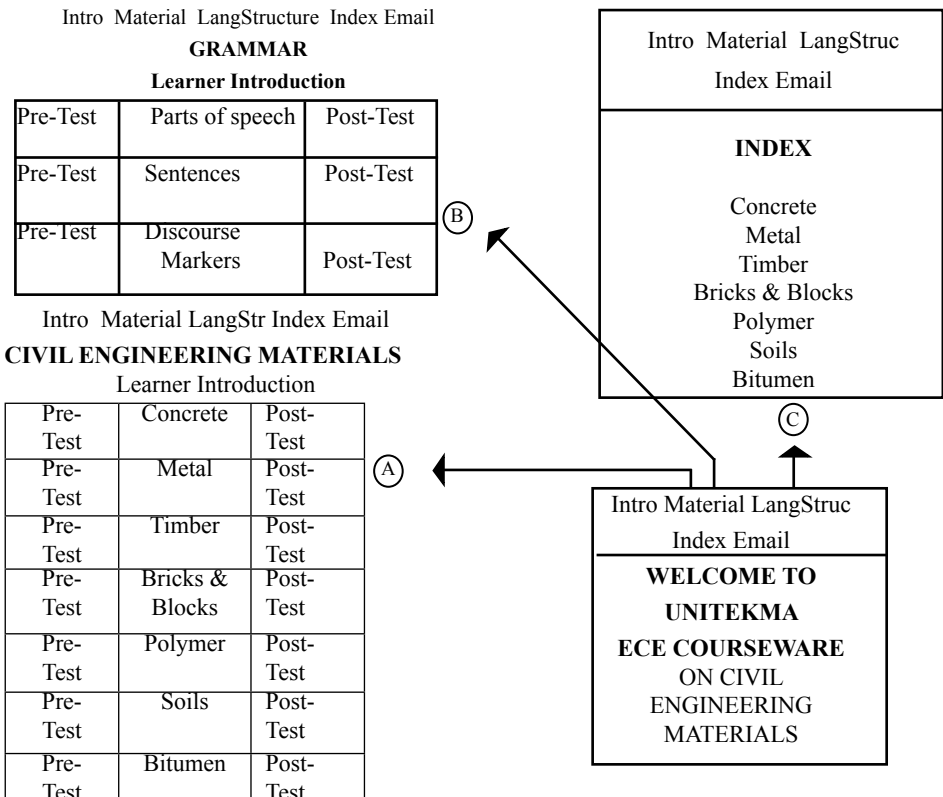 Intro Material LangStructure Index Email
GRAMMAR
Learner Introduction
Pre-Test Parts of speech Post-Test
Pre-Test Sentences Post-Test
Pre-Test Discourse
Markers Post-Test
B
Intro Material LangStr Index Email
CIVIL ENGINEERING MATERIALS
Learner Introduction
Pre- Concrete Post-
Test Test
Pre- Metal Post-
Test Test
Pre- Timber Post-
Test Test
Pre- Bricks & Post-
Test Blocks Test
Pre- Polymer Post-
Test Test
Pre- Soils Post-
Test Test
Pre- Bitumen Post-
Test Test
A
Intro Material LangStruc
Index Email
INDEX
Concrete
Metal
Timber
Bricks & Blocks
Polymer
Soils
Bitumen
C
Intro Material LangStruc
Index Email
WELCOME TO
UNITEKMA
ECE COURSEWARE
ON CIVIL
ENGINEERING
MATERIALS